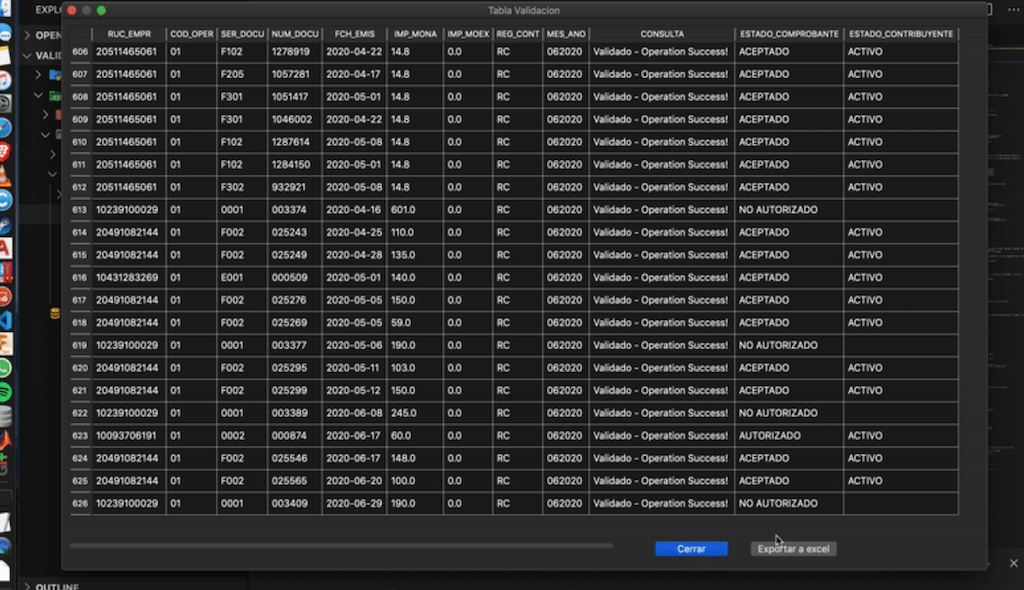 EXPL
Tabla Validacion
OPEN
VALID
RUC_EMPR COD_OPER SER_DOCU NUM_DOCU FCH_EMIS IMP_MONA IMP_MOEX REG_CONT MES_ANO CONSULTA ESTADO_COMPROBANTE ESTADO_CONTRIBUYENTE
606 20511465061 01 F102 1278919 2020-04-22 14.8 0.0 RC 062020 Validado - Operation Success! ACEPTADO ACTIVO
607 20511465061 01 F205 1057281 2020-04-17 14.8 0.0 RC 062020 Validado - Operation Success! ACEPTADO ACTIVO
608 20511465061 01 F301 1051417 2020-05-01 14.8 0.0 RC 062020 Validado - Operation Success! ACEPTADO ACTIVO
609 20511465061 01 F301 1046002 2020-04-22 14.8 0.0 RC 062020 Validado - Operation Success! ACEPTADO ACTIVO
610 20511465061 01 F102 1287614 2020-05-08 14.8 0.0 RC 062020 Validado - Operation Success! ACEPTADO ACTIVO
611 20511465061 01 F102 1284150 2020-05-01 14.8 0.0 RC 062020 Validado - Operation Success! ACEPTADO ACTIVO
612 20511465061 01 F302 932921 2020-05-08 14.8 0.0 RC 062020 Validado - Operation Success! ACEPTADO ACTIVO
613 10239100029 01 0001 003374 2020-04-16 601.0 0.0 RC 062020 Validado - Operation Success! NO AUTORIZADO
614 20491082144 01 F002 025243 2020-04-25 110.0 0.0 RC 062020 Validado - Operation Success! ACEPTADO ACTIVO
615 20491082144 01 F002 025249 2020-04-28 135.0 0.0 RC 062020 Validado - Operation Success! ACEPTADO ACTIVO
616 10431283269 01 E001 000509 2020-05-01 140.0 0.0 RC 062020 Validado - Operation Success! ACEPTADO ACTIVO
617 20491082144 01 F002 025276 2020-05-05 150.0 0.0 RC 062020 Validado - Operation Success! ACEPTADO ACTIVO
618 20491082144 01 F002 025269 2020-05-05 59.0 0.0 RC 062020 Validado - Operation Success! ACEPTADO ACTIVO
619 10239100029 01 0001 003377 2020-05-06 190.0 0.0 RC 062020 Validado - Operation Success! NO AUTORIZADO
620 20491082144 01 F002 025295 2020-05-11 103.0 0.0 RC 062020 Validado - Operation Success! ACEPTADO ACTIVO
621 20491082144 01 F002 025299 2020-05-12 150.0 0.0 RC 062020 Validado - Operation Success! ACEPTADO ACTIVO
622 10239100029 01 0001 003389 2020-06-08 245.0 0.0 RC 062020 Validado - Operation Success! NO AUTORIZADO
623 10093706191 01 0002 000874 2020-06-17 60.0 0.0 RC 062020 Validado - Operation Success! AUTORIZADO ACTIVO
624 20491082144 01 F002 025546 2020-06-17 148.0 0.0 RC 062020 Validado - Operation Success! ACEPTADO ACTIVO
625 20491082144 01 F002 025565 2020-06-20 100.0 0.0 RC 062020 Validado - Operation Success! ACEPTADO ACTIVO
626 10239100029 01 0001 003409 2020-06-29 190.0 0.0 RC 062020 Validado - Operation Success! NO AUTORIZADO
Cerrar Exportar a excel
OUTLINE